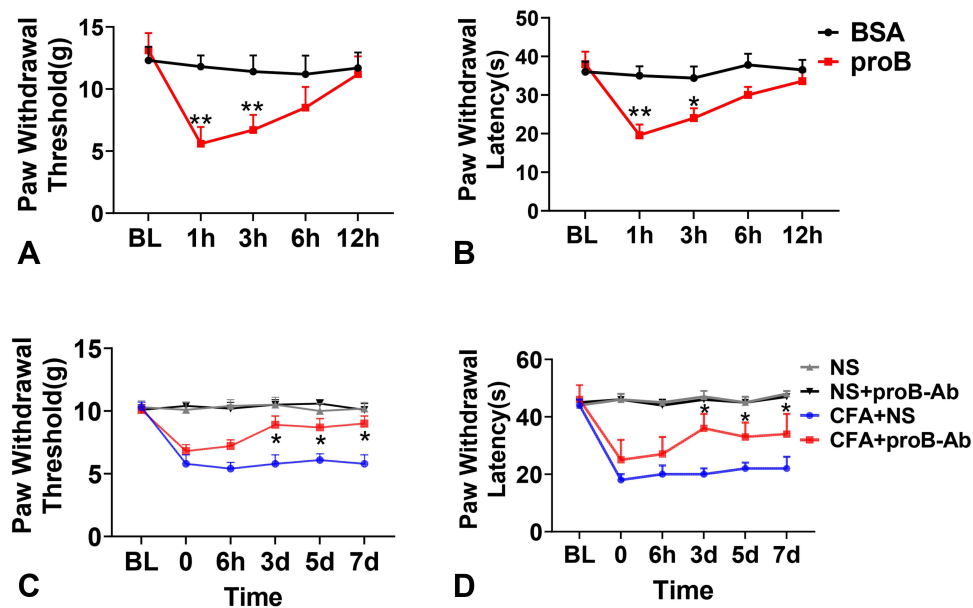 Paw Withdrawal
Threshold(g)
15
10
5
0
**
**
BL 1h 3h 6h 12h
A
Paw Withdrawal
Latency(s)
50
40
30
20
10
0
**
*
BL 1h 3h 6h 12h
B
BSA
proB
Paw Withdrawal
Threshold(g)
15
10
5
0
* * *
BL 0 6h 3d 5d 7d
Time
C
Paw Withdrawal
Latency(s)
60
40
20
0
* * *
BL 0 6h 3d 5d 7d
Time
D
NS
NS+proB-Ab
CFA+NS
CFA+proB-Ab